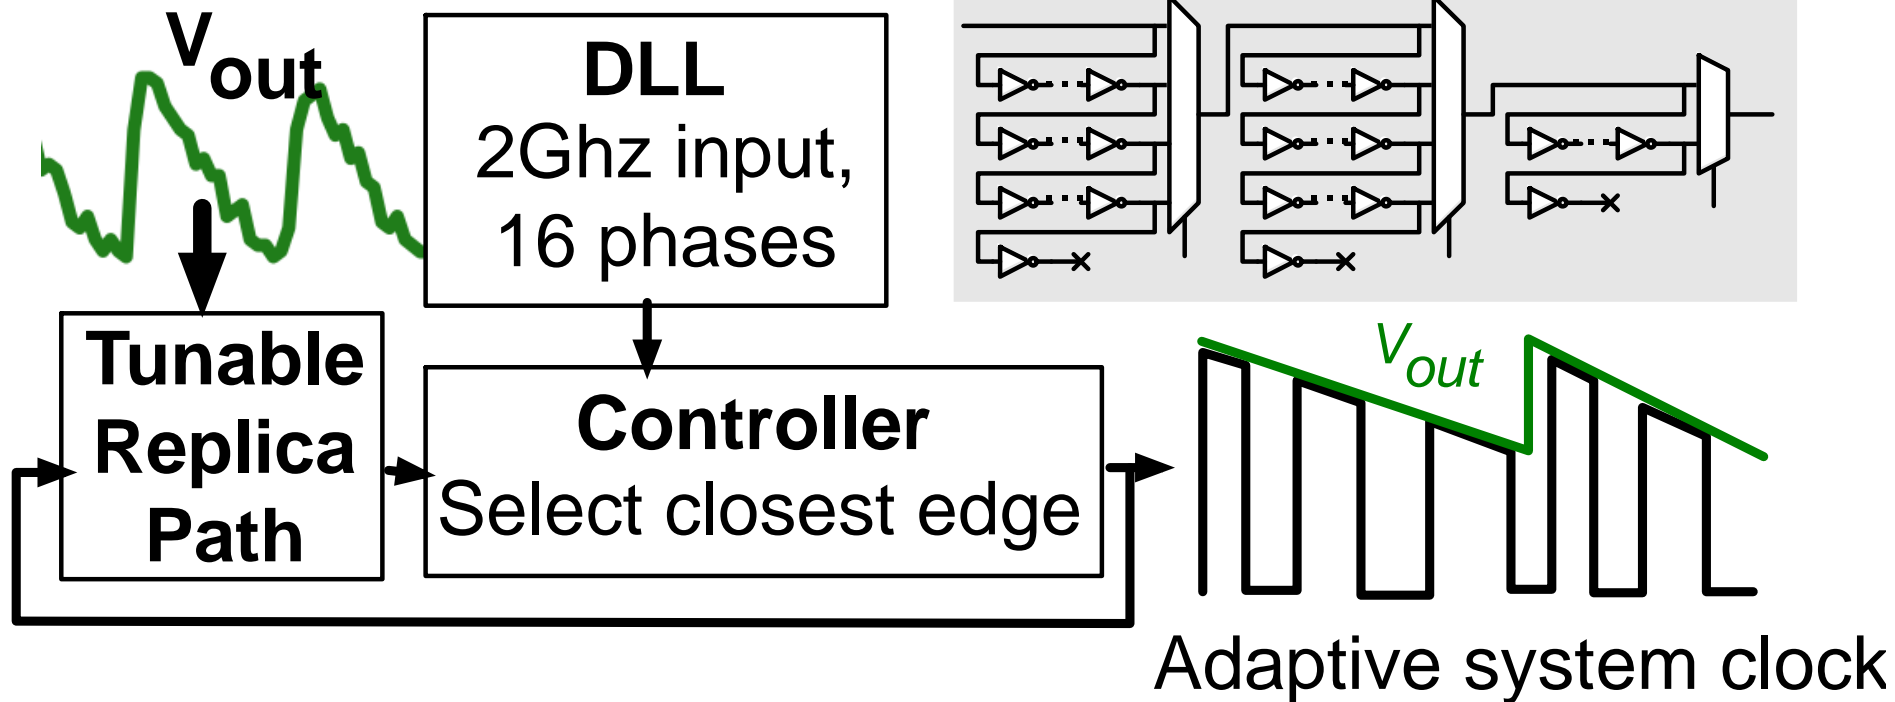 Vout
DLL
2Ghz input,
16 phases
Tunable
Replica
Path
Controller
Select closest edge
Vout
Adaptive system clock